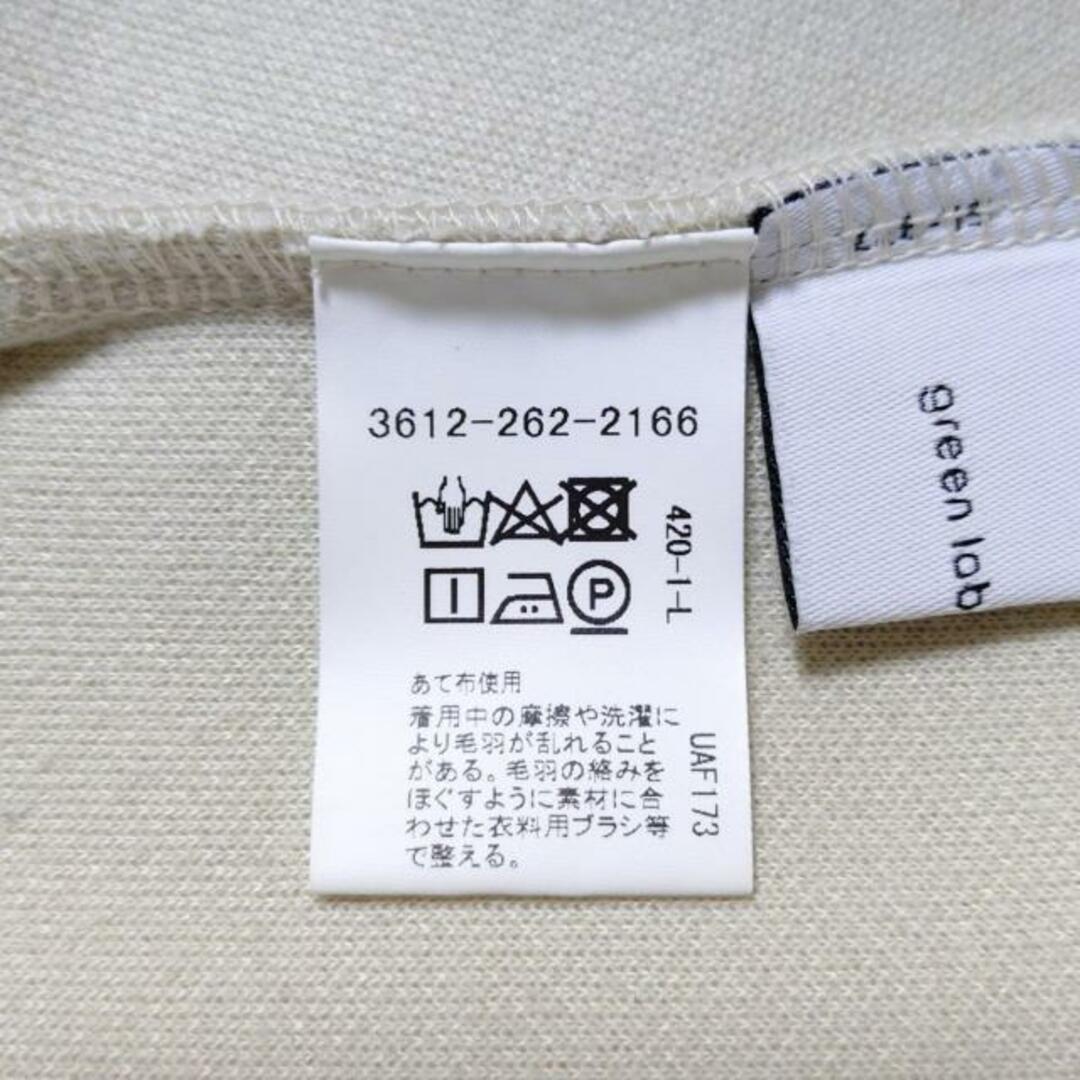 3612-262-2166
420-1-L
P
あて布使用
着用中の摩擦や洗濯に
より毛羽が乱れること
がある。毛羽の絡みを
ほぐすように素材に合
わせた衣料用ブラシ等
で整える。
UAF173
green lab